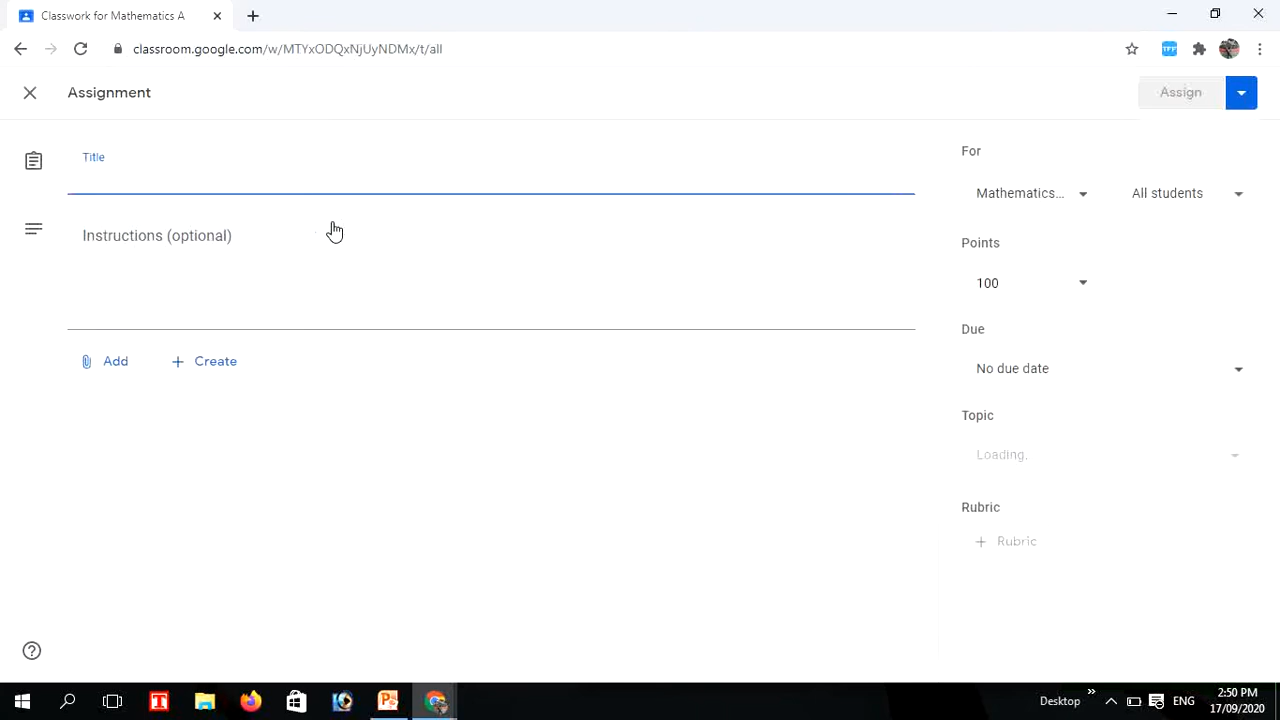 Classwork for Mathematics A
classroom.google.com/w/MTYxODQxNjUyNDMx/t/all
TFF
Assignment
Assign
Title
For
Mathematics...
All students
Instructions (optional)
Points
100
Due
No due date
Add
Create
Topic
Loading.
Rubric
Rubric
Desktop
ENG
2:50 PM
17/09/2020